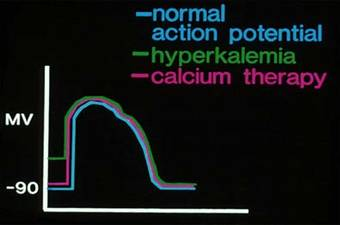 normal
action potential
hyperkalemia
calcium therapy
MV
-90